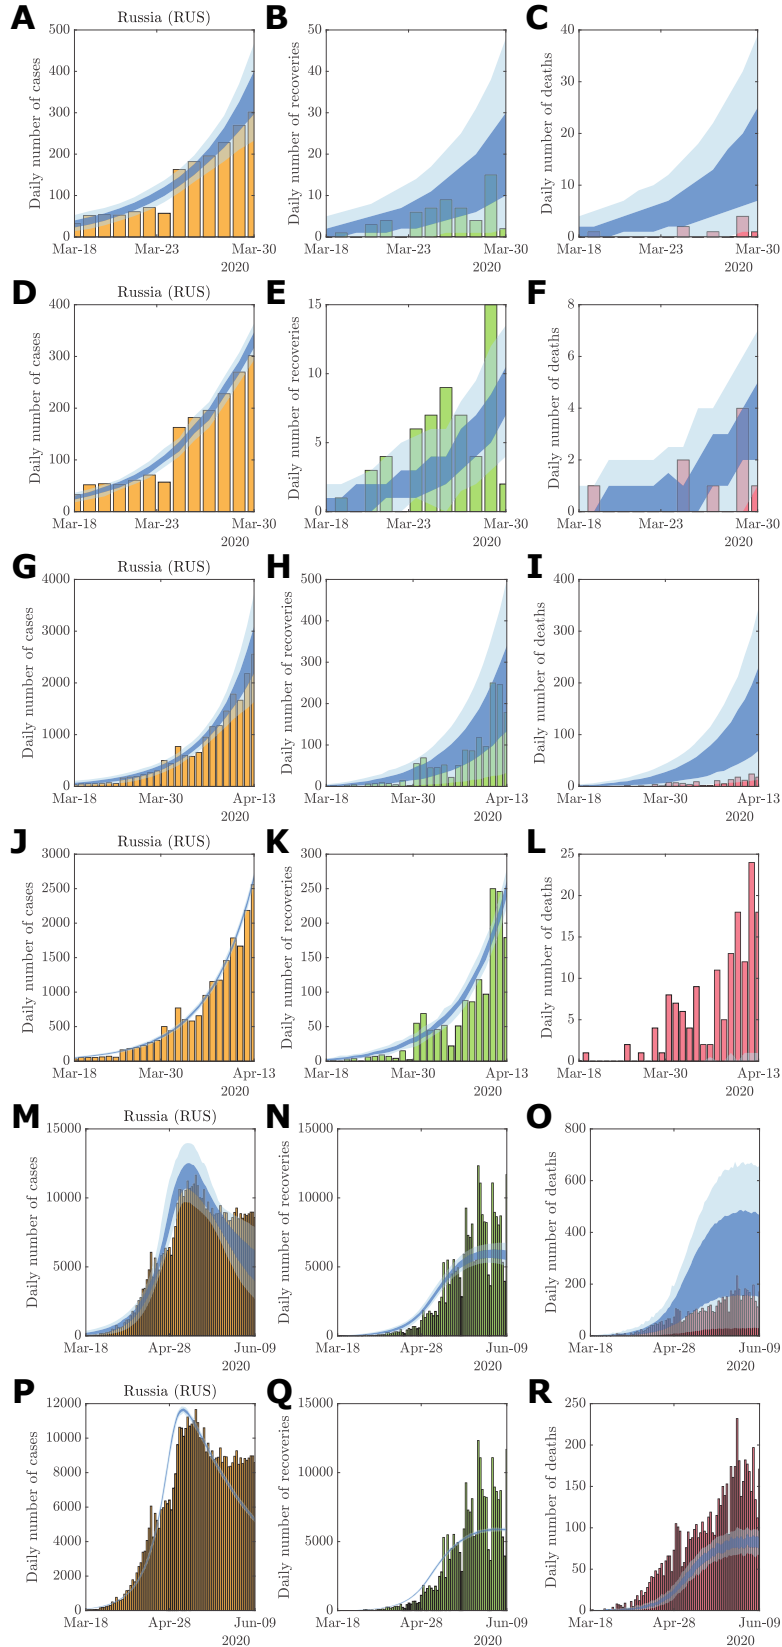 A Russia (RUS) B C
Daily number of cases
500
400
300
200
100
0
Mar-18 Mar-23 Mar-30
2020
Daily number of recoveries
50
40
30
20
10
0
Mar-18 Mar-23 Mar-30
2020
Daily number of deaths
40
30
20
10
0
Mar-18 Mar-23 Mar-30
2020
D Russia (RUS) E F
Daily number of cases
400
300
200
100
0
Mar-18 Mar-23 Mar-30
2020
Daily number of recoveries
15
10
5
0
Mar-18 Mar-23 Mar-30
2020
Daily number of deaths
8
6
4
2
0
Mar-18 Mar-23 Mar-30
2020
G Russia (RUS) H I
Daily number of cases
4000
3000
2000
1000
0
Mar-18 Mar-30 Apr-13
2020
Daily number of recoveries
500
400
300
200
100
0
Mar-18 Mar-30 Apr-13
2020
Daily number of deaths
400
300
200
100
0
Mar-18 Mar-30 Apr-13
2020
J Russia (RUS) K L
Daily number of cases
3000
2500
2000
1500
1000
500
0
Mar-18 Mar-30 Apr-13
2020
Daily number of recoveries
300
250
200
150
100
50
0
Mar-18 Mar-30 Apr-13
2020
Daily number of deaths
25
20
15
10
5
0
Mar-18 Mar-30 Apr-13
2020
M Russia (RUS) N O
Daily number of cases
15000
10000
5000
0
Mar-18 Apr-28 Jun-09
2020
Daily number of recoveries
15000
10000
5000
0
Mar-18 Apr-28 Jun-09
2020
Daily number of deaths
800
600
400
200
0
Mar-18 Apr-28 Jun-09
2020
P Russia (RUS) Q R
Daily number of cases
12000
10000
8000
6000
4000
2000
0
Mar-18 Apr-28 Jun-09
2020
Daily number of recoveries
15000
10000
5000
0
Mar-18 Apr-28 Jun-09
2020
Daily number of deaths
250
200
150
100
50
0
Mar-18 Apr-28 Jun-09
2020